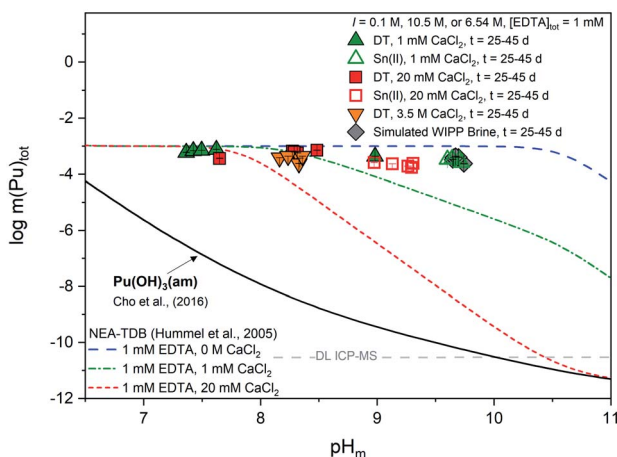 I = 0.1 M, 10.5 M, or 6.54 M, [EDTA]tot = 1 mM
DT, 1 mM CaCl2, t = 25-45 d
Sn(II), 1 mM CaCl2, t = 25-45 d
DT, 20 mM CaCl2, t = 25-45 d
Sn(II), 20 mM CaCl2, t = 25-45 d
DT, 3.5 M CaCl2, t = 25-45 d
Simulated WIPP Brine, t = 25-45 d
log m(Pu)tot
0
-2
-4
-6
-8
-10
-12
Pu(OH)3(am)
Cho et al., (2016)
NEA-TDB (Hummel et al., 2005)
1 mM EDTA, 0 M CaCl2
1 mM EDTA, 1 mM CaCl2
1 mM EDTA, 20 mM CaCl2
DL ICP-MS
7 8 9 10 11
pHm